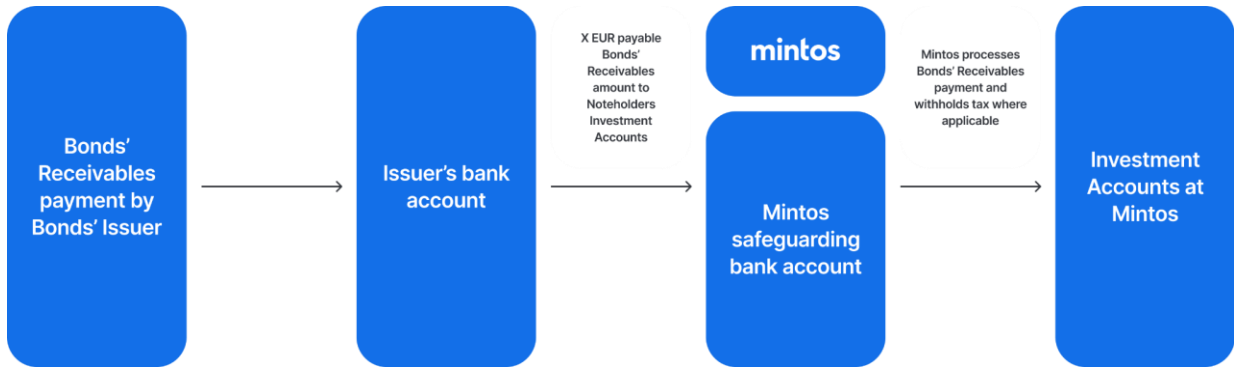 Bonds'
Receivables
payment by
Bonds' Issuer
Issuer's bank
account
X EUR payable
Bonds'
Receivables
amount to
Noteholders
Investment
Accounts
mintos
Mintos
safeguarding
bank account
Mintos processes
Bonds' Receivables
payment and
withholds tax where
applicable
Investment
Accounts at
Mintos